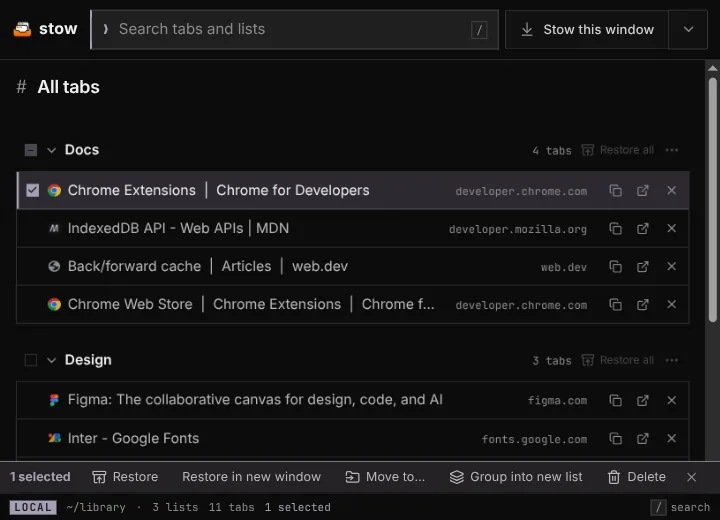 stow
Search tabs and lists /
Stow this window
# All tabs
Docs 4 tabs Restore all ...
Chrome Extensions | Chrome for Developers developer.chrome.com
IndexedDB API - Web APIs | MDN developer.mozilla.org
Back/forward cache | Articles | web.dev web.dev
Chrome Web Store | Chrome Extensions | Chrome f... developer.chrome.com
Design 3 tabs Restore all ...
Figma: The collaborative canvas for design, code, and AI figma.com
Inter - Google Fonts fonts.google.com
1 selected Restore Restore in new window Move to... Group into new list Delete
LOCAL ~/library · 3 lists 11 tabs 1 selected / search